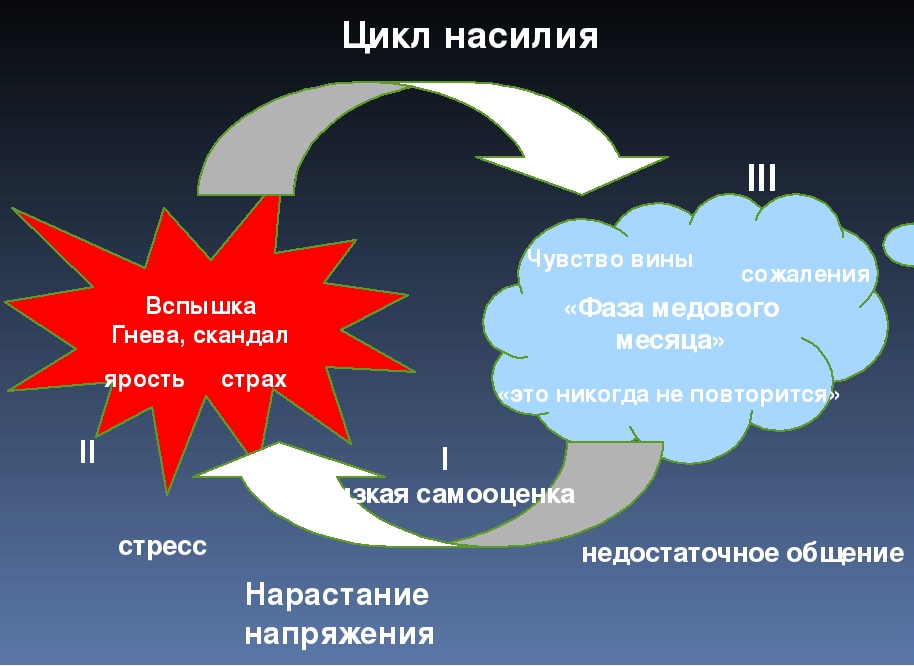 Цикл насилия
III
Чувство вины
сожаления
«Фаза медового
месяца»
«это никогда не повторится»
Вспышка
Гнева, скандал
ярость страх
II
I
изкая самооценка
стресс
недостаточное общение
Нарастание
напряжения